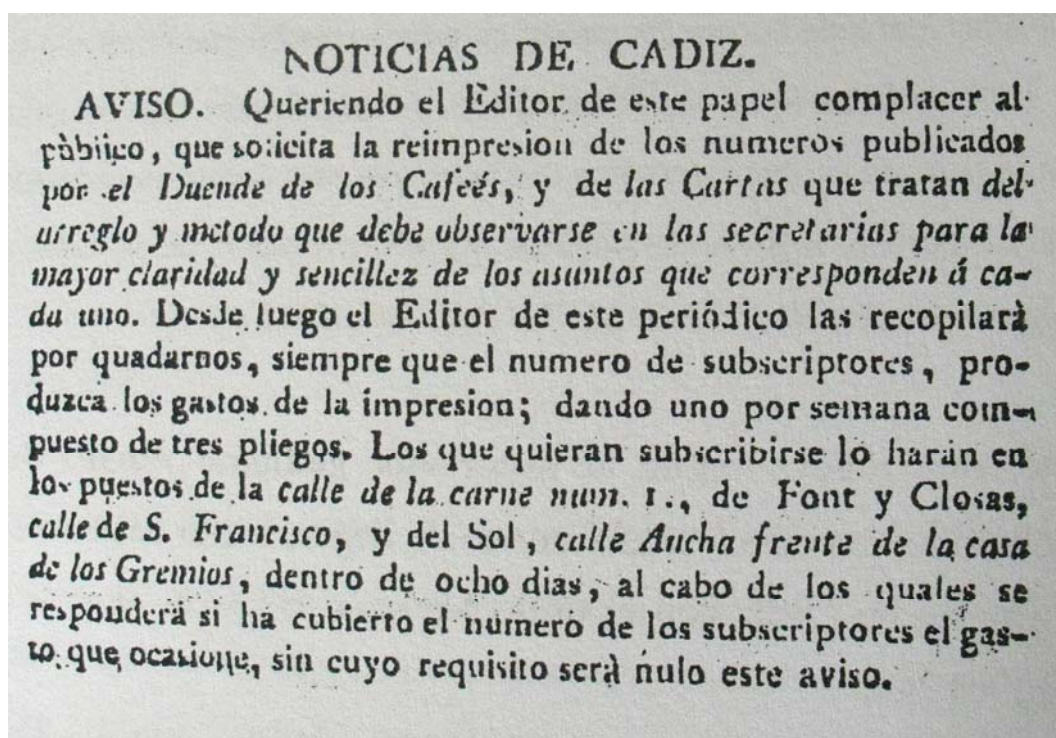 NOTICIAS DE CADIZ.
AVISO. Queriendo el Editor de este papel complacer al
pùbiico, que solicita la reimpresion de los numeros publicados
por el Duende de los Cafeés, y de las Cartas que tratan del
arreglo y metodo que debe observarse en las secretarias para la
mayor claridad y sencillez de los asuntos que corresponden á ca-
da uno. Desde luego el Editor de este periódico las recopilarà
por quadarnos, siempre que el numero de subscriptores, pro-
duzca los gastos de la impresion; dando uno por semana com-
puesto de tres pliegos. Los que quieran subscribirse lo harán en
los puestos de la calle de la carne num. 1., de Font y Closas,
calle de S. Francisco, y del Sol, calle Ancha frente de la casa
de los Gremios, dentro de ocho dias, al cabo de los quales se
responderá si ha cubierto el numero de los subscriptores el gas-
to que ocasione, sin cuyo requisito serà nulo este aviso.